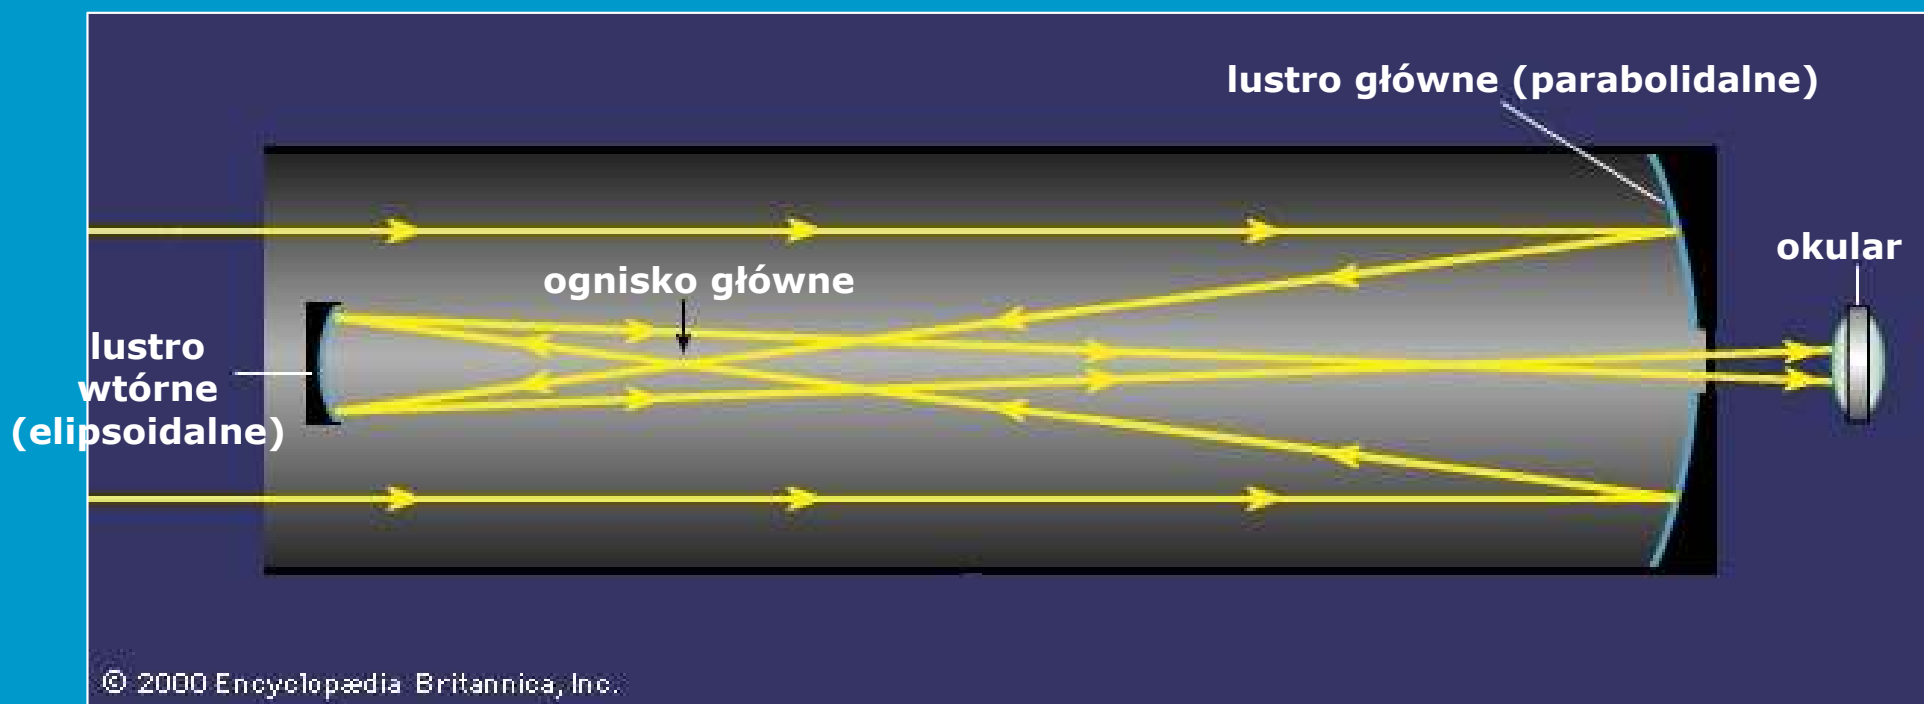 lustro główne (parabolidalne)
okular
ognisko główne
lustro
wtórne
(elipsoidalne)
© 2000 Encyclopædia Britannica, Inc.